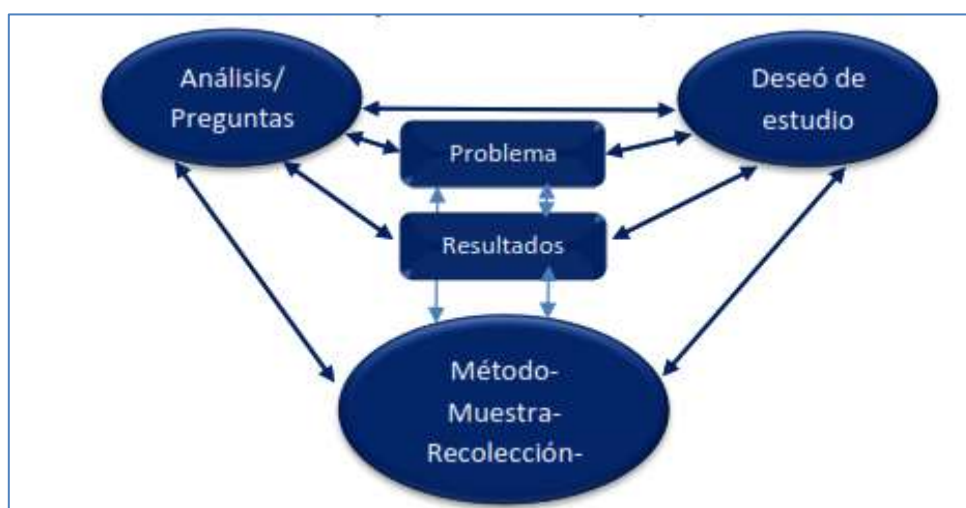 Análisis/
Preguntas
Deseó de
estudio
Problema
Resultados
Método-
Muestra-
Recolección-